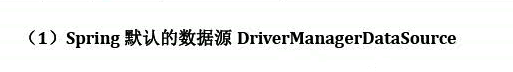 （1）Spring 默认的数据源 DriverManagerDataSource